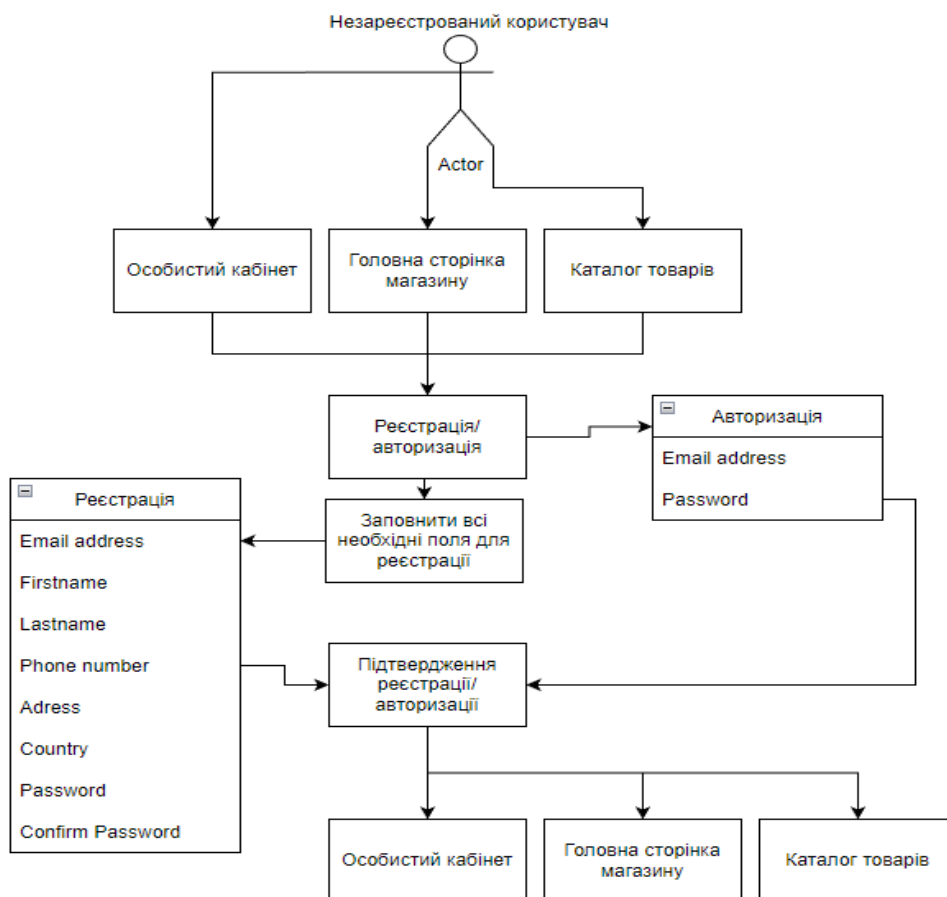 Незареєстрований користувач
Actor
Особистий кабінет
Головна сторінка
магазину
Каталог товарів
Реєстрація/
авторизація
Авторизація
Email address
Password
Реєстрація
Email address
Firstname
Lastname
Phone number
Adress
Country
Password
Confirm Password
Заповнити всі
необхідні поля для
реєстрації
Підтвердження
реєстрації/
авторизації
Особистий кабінет
Головна сторінка
магазину
Каталог товарів